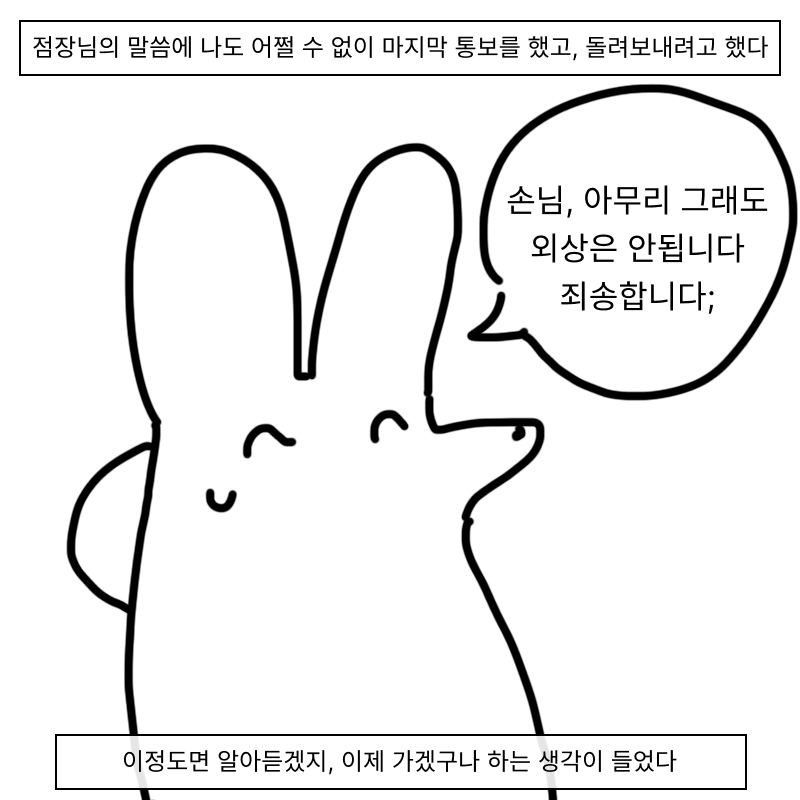 점장님의 말씀에 나도 어쩔 수 없이 마지막 통보를 했고, 돌려보내려고 했다
손님, 아무리 그래도
외상은 안됩니다
죄송합니다;
이정도면 알아듣겠지, 이제 가겠구나 하는 생각이 들었다